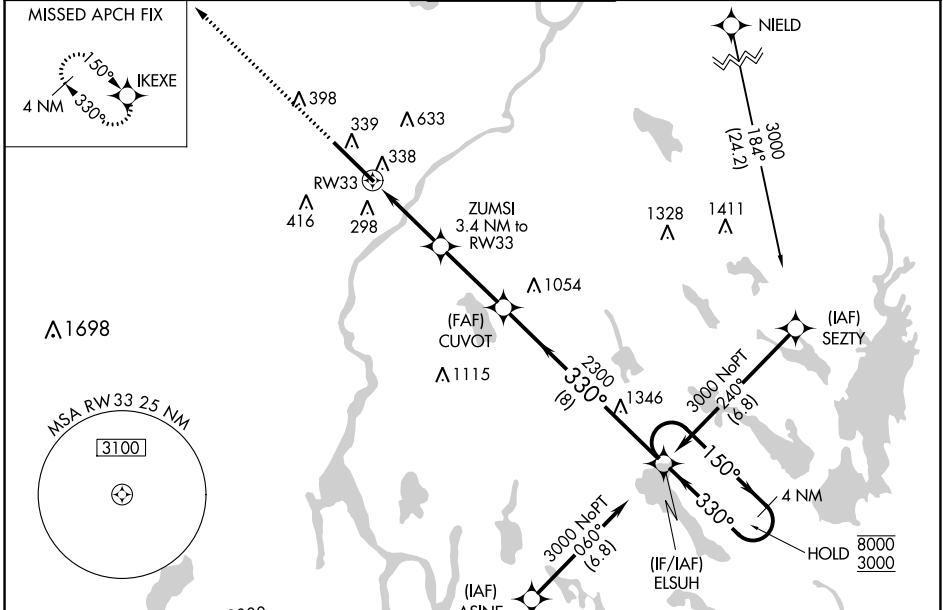 MISSED APCH FIX
150°
IKEXE
4 NM
330°
NIELD
398
339
633
338
3000
184°
(24.2)
RW33
416
298
ZUMSI
3.4 NM to
RW33
1328
1411
1054
(FAF)
CUVOT
(IAF)
SEZTY
1698
1115
2300
330°
(8)
1346
3000 NoPT
240°
(6.8)
MSA RW33 25 NM
3100
150°
330°
4 NM
HOLD
8000
3000
(IF/IAF)
ELSUH
3000 NoPT
060°
(6.8)
(IAF)